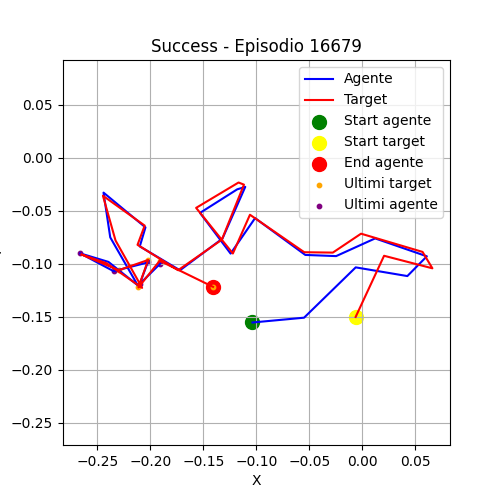 Success - Episodio 16679
Agente
Target
Start agente
Start target
End agente
Ultimi target
Ultimi agente
0.05
0.00
−0.05
−0.10
−0.15
−0.20
−0.25
−0.25 −0.20 −0.15 −0.10 −0.05 0.00 0.05
X